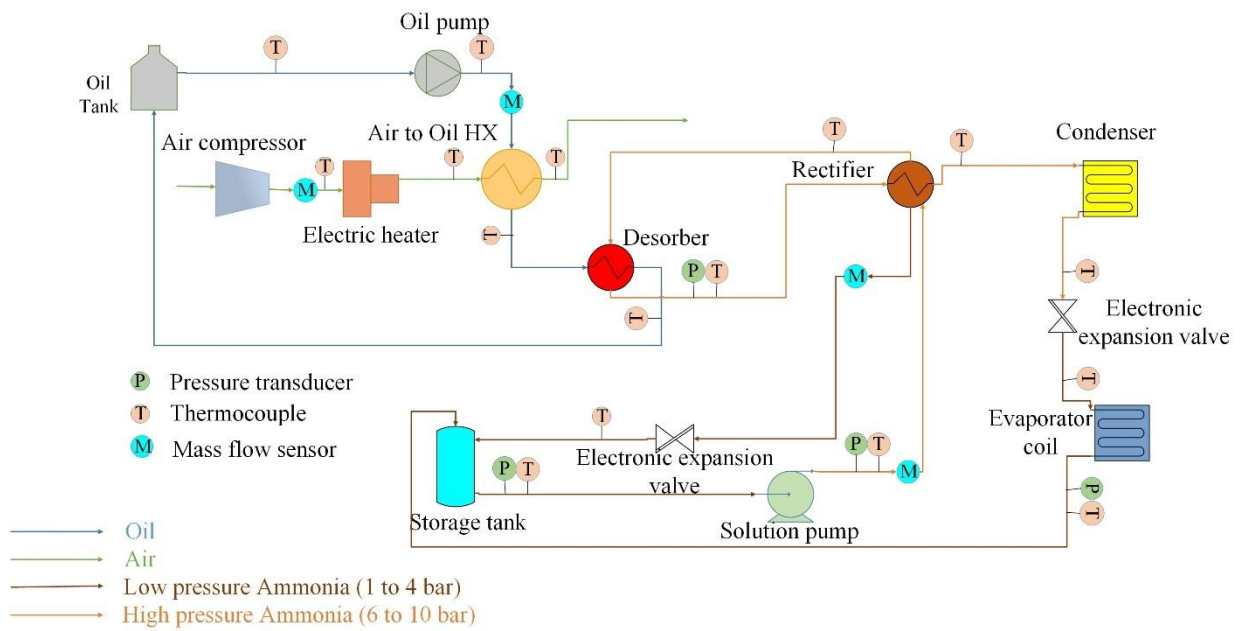 Oil pump
T
T
Oil
Tank
M
Air to Oil HX
T
T
Condenser
Air compressor
Rectifier
T
T
T
M
Electric heater
T
Desorber
P
T
M
T
T
Electronic
expansion valve
P Pressure transducer
T Thermocouple
M Mass flow sensor
T
Evaporator
coil
T
Electronic expansion
valve
P
T
M
P
T
P
T
Storage tank
Solution pump
Oil
Air
Low pressure Ammonia (1 to 4 bar)
High pressure Ammonia (6 to 10 bar)